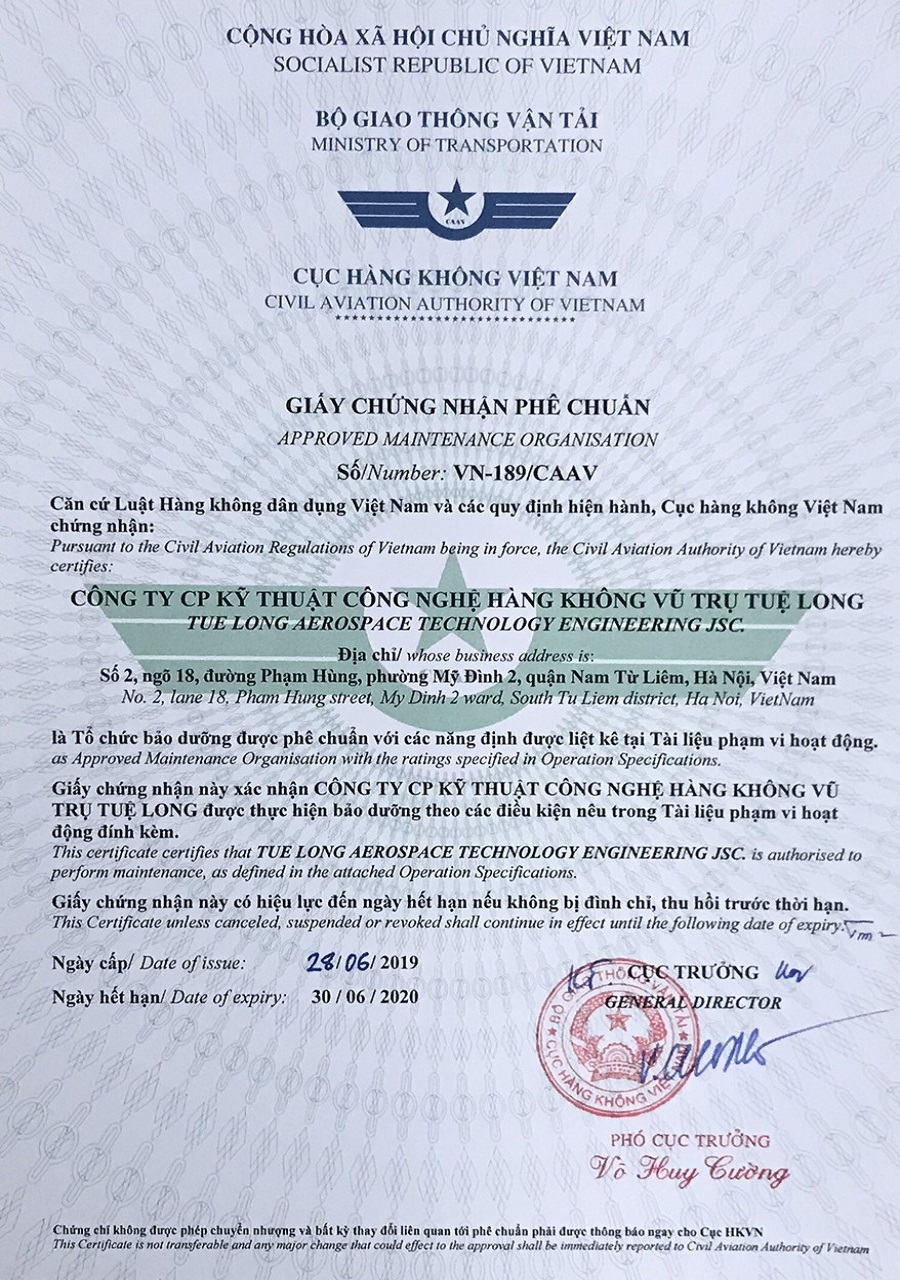 CỘNG HÒA XÃ HỘI CHỦ NGHĨA VIỆT NAM
SOCIALIST REPUBLIC OF VIETNAM
BỘ GIAO THÔNG VẬN TẢI
MINISTRY OF TRANSPORTATION
CAAV
CỤC HÀNG KHÔNG VIỆT NAM
CIVIL AVIATION AUTHORITY OF VIETNAM
************************************
GIẤY CHỨNG NHẬN PHÊ CHUẨN
APPROVED MAINTENANCE ORGANISATION
Số/Number: VN-189/CAAV
Căn cứ Luật Hàng không dân dụng Việt Nam và các quy định hiện hành, Cục hàng không Việt Nam
chứng nhận:
Pursuant to the Civil Aviation Regulations of Vietnam being in force, the Civil Aviation Authority of Vietnam hereby
certifies:
CÔNG TY CP KỸ THUẬT CÔNG NGHỆ HÀNG KHÔNG VŨ TRỤ TUỆ LONG
TUE LONG AEROSPACE TECHNOLOGY ENGINEERING JSC.
Địa chỉ/ whose business address is:
Số 2, ngõ 18, đường Phạm Hùng, phường Mỹ Đình 2, quận Nam Từ Liêm, Hà Nội, Việt Nam
No. 2, lane 18, Pham Hung street, My Dinh 2 ward, South Tu Liem district, Ha Noi, VietNam
là Tổ chức bảo dưỡng được phê chuẩn với các năng định được liệt kê tại Tài liệu phạm vi hoạt động.
as Approved Maintenance Organisation with the ratings specified in Operation Specifications.
Giấy chứng nhận này xác nhận CÔNG TY CP KỸ THUẬT CÔNG NGHỆ HÀNG KHÔNG VŨ
TRỤ TUỆ LONG được thực hiện bảo dưỡng theo các điều kiện nêu trong Tài liệu phạm vi hoạt
động đính kèm.
This certificate certifies that TUE LONG AEROSPACE TECHNOLOGY ENGINEERING JSC. is authorised to
perform maintenance, as defined in the attached Operation Specifications.
Giấy chứng nhận này có hiệu lực đến ngày hết hạn nếu không bị đình chỉ, thu hồi trước thời hạn.
This Certificate unless canceled, suspended or revoked shall continue in effect until the following date of expiry:
Ngày cấp/ Date of issue: 28/06/ 2019
Ngày hết hạn/ Date of expiry: 30 / 06 / 2020
KT. CỤC TRƯỞNG
GENERAL DIRECTOR
BỘ GIAO THÔNG VẬN TẢI
CỤC HÀNG KHÔNG VIỆT NAM
PHÓ CỤC TRƯỞNG
Võ Huy Cường
Chứng chỉ không được phép chuyển nhượng và bất kỳ thay đổi liên quan tới phê chuẩn phải được thông báo ngay cho Cục HKVN
This Certificate is not transferable and any major change that could effect to the approval shall be immediately reported to Civil Aviation Authority of Vietnam